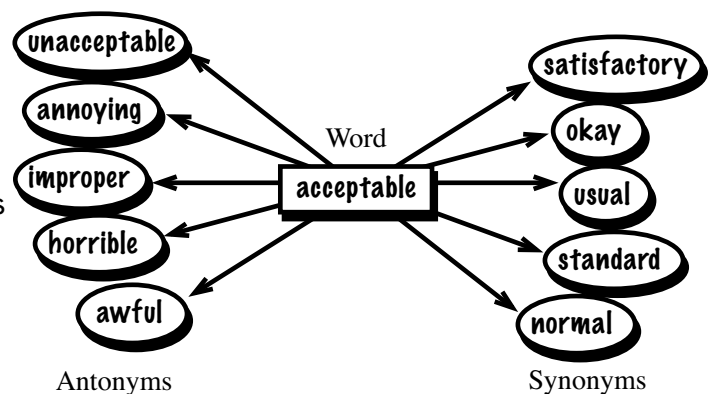 unacceptable
annoying
improper
s
horrible
awful
Antonyms
Word
acceptable
satisfactory
okay
usual
standard
normal
Synonyms